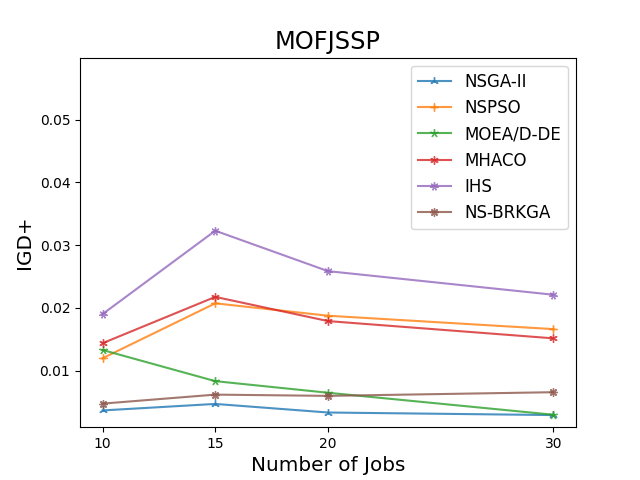 MOFJSSP
IGD+
0.05
0.04
0.03
0.02
0.01
10
15
20
30
Number of Jobs
NSGA-II
NSPSO
MOEA/D-DE
MHACO
IHS
NS-BRKGA